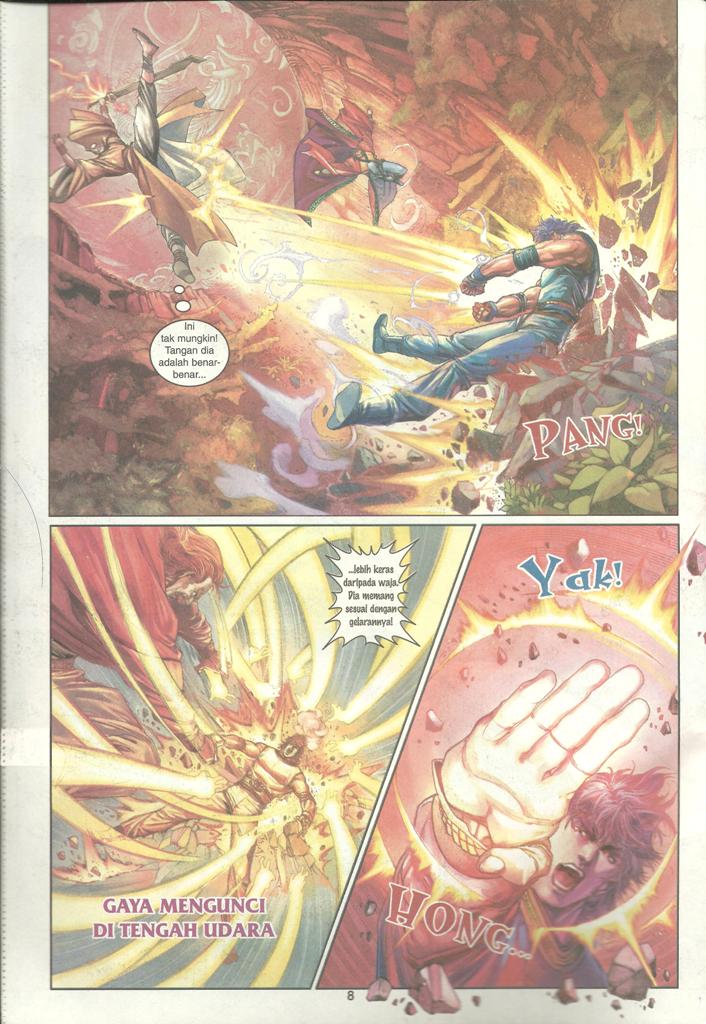 Ini
tak mungkin!
Tangan dia
adalah benar-
benar...
PANG!
...lebih keras
daripada waja.
Dia memang
sesuai dengan
gelarannya!
GAYA MENGUNCI
DI TENGAH UDARA
Yak!
HONG...
8